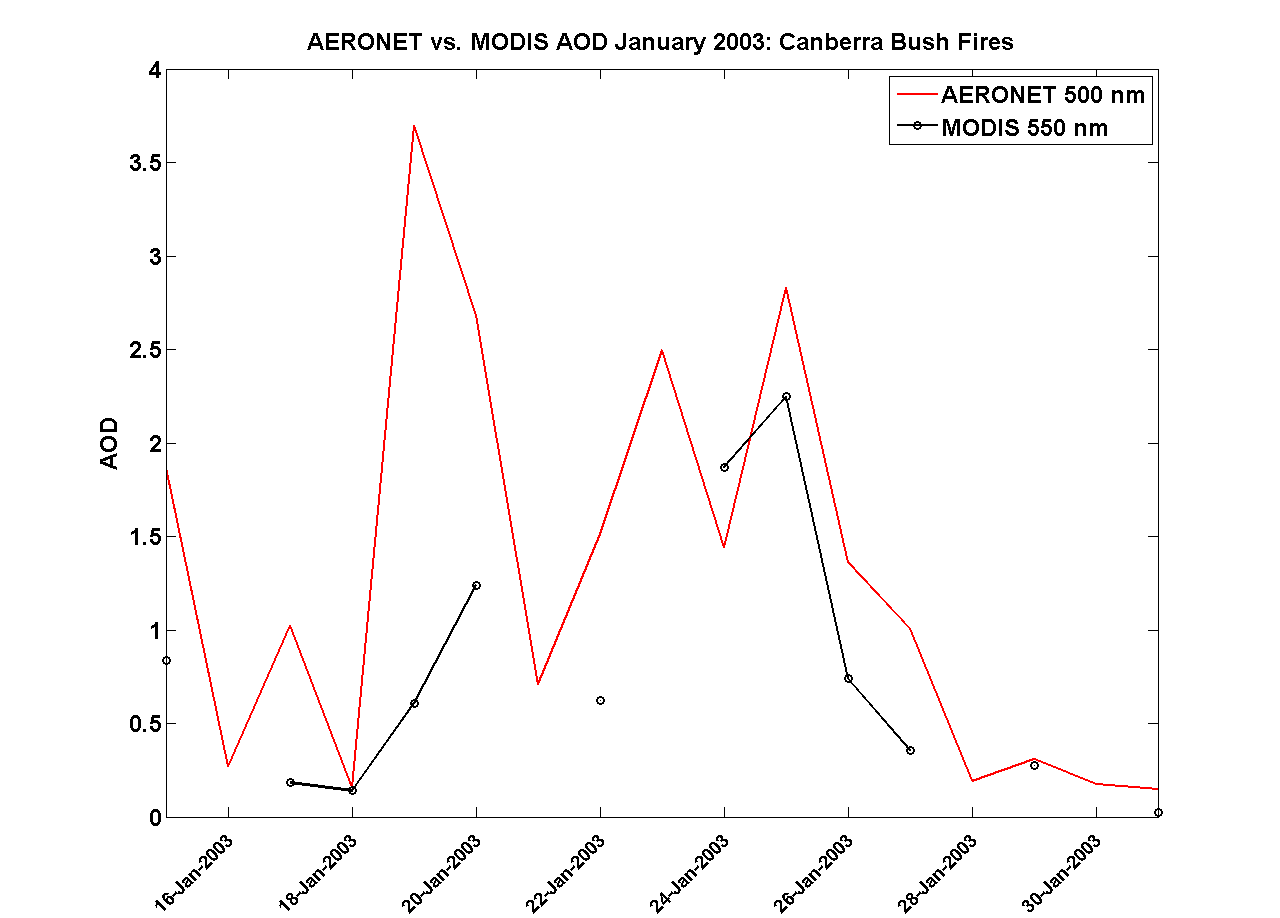 AERONET vs. MODIS AOD January 2003: Canberra Bush Fires
AERONET 500 nm
MODIS 550 nm
4
3.5
3
2.5
2
1.5
1
0.5
0
AOD
16-Jan-2003
18-Jan-2003
20-Jan-2003
22-Jan-2003
24-Jan-2003
26-Jan-2003
28-Jan-2003
30-Jan-2003